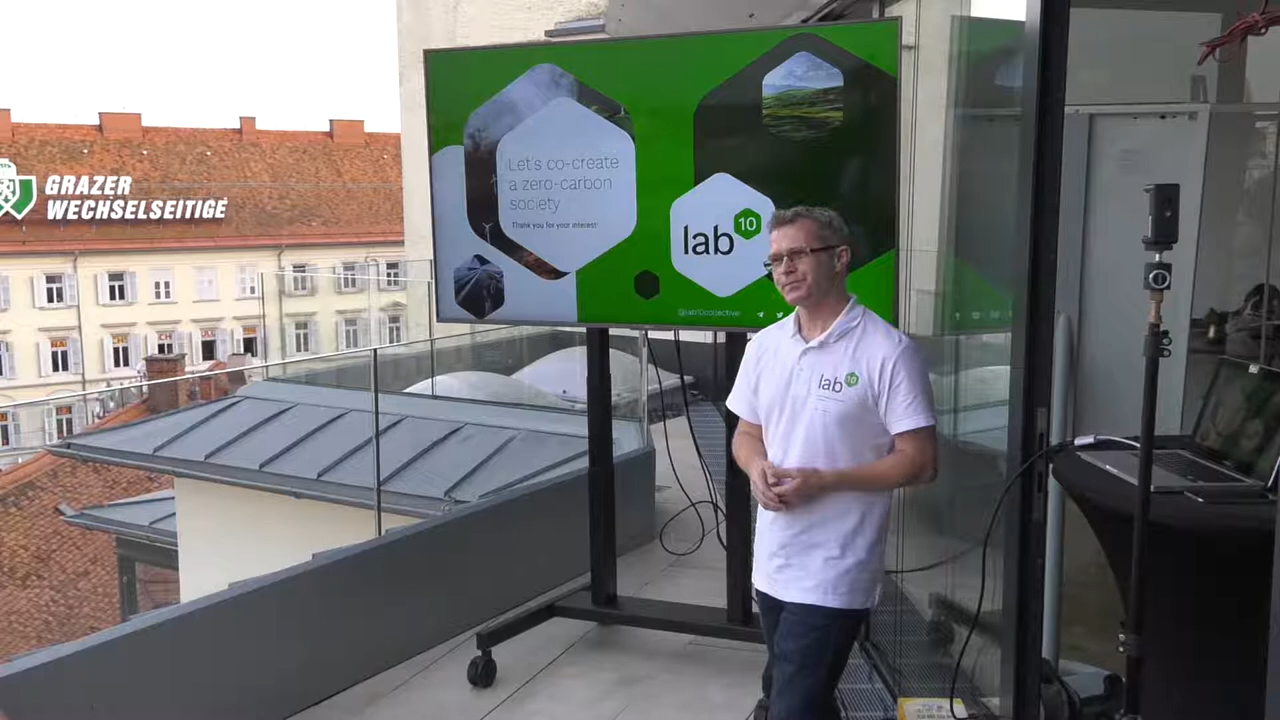 GRAZER
WECHSELSEITIGE
Let's co-create
a zero-carbon
society
Thank you for your interest!
lab10
@lab10collective
lab10